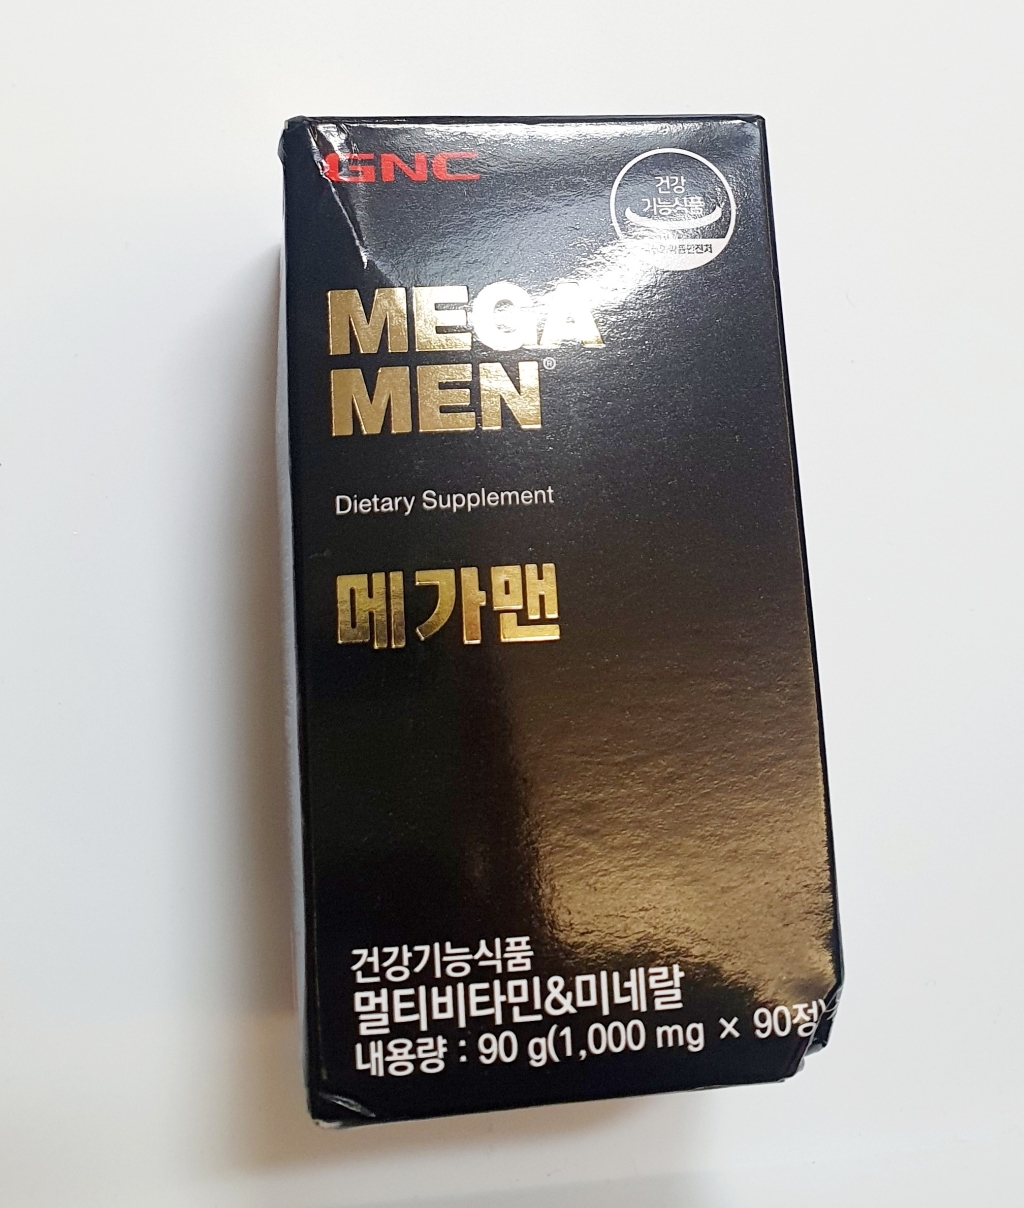 GNC
건강
기능식품
MEGA
MEN®
Dietary Supplement
메가맨
건강기능식품
멀티비타민&미네랄
내용량 : 90 g(1,000 mg × 90정)